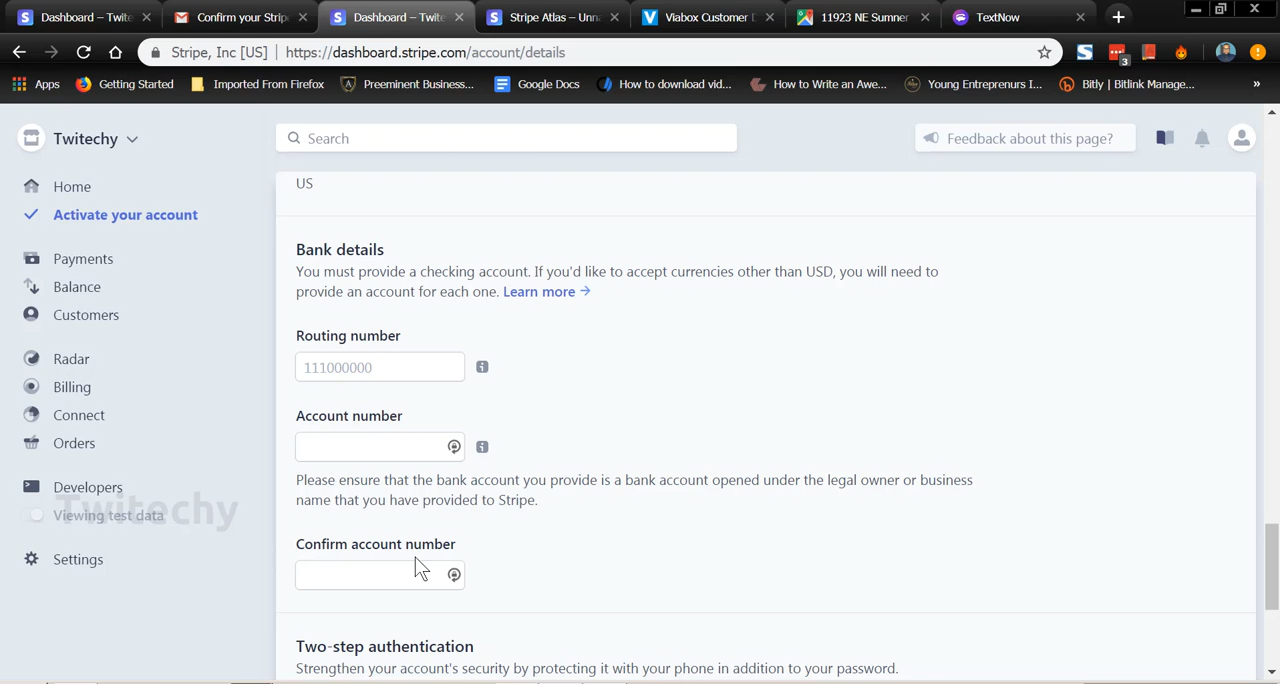 Dashboard – Twite
Confirm your Stripe
Dashboard – Twite
Stripe Atlas – Unna
Viabox Customer D
11923 NE Sumner
TextNow
Stripe, Inc [US] | https://dashboard.stripe.com/account/details
3
Apps
Getting Started
Imported From Firefox
Preeminent Business...
Google Docs
How to download vid...
How to Write an Awe...
Young Entreprenurs I...
Bitly | Bitlink Manage...
»
Twitechy
Search
Feedback about this page?
Home
Activate your account
Payments
Balance
Customers
Radar
Billing
Connect
Orders
Developers
Viewing test data
Twitechy
Settings
US
Bank details
You must provide a checking account. If you'd like to accept currencies other than USD, you will need to
provide an account for each one. Learn more →
Routing number
111000000
Account number
Please ensure that the bank account you provide is a bank account opened under the legal owner or business
name that you have provided to Stripe.
Confirm account number
Two-step authentication
Strengthen your account's security by protecting it with your phone in addition to your password.